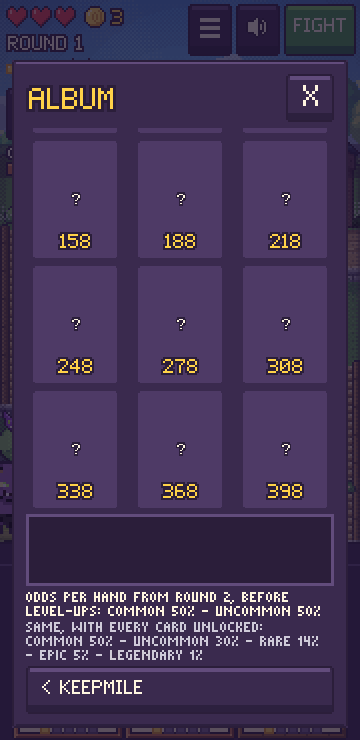 3
ROUND 1
FIGHT
ALBUM
X
?
?
?
158
188
218
?
?
?
248
278
308
?
?
?
338
368
398
ODDS PER HAND FROM ROUND 2, BEFORE
LEVEL-UPS: COMMON 50% - UNCOMMON 50%
SAME, WITH EVERY CARD UNLOCKED:
COMMON 50% - UNCOMMON 30% - RARE 14%
- EPIC 5% - LEGENDARY 1%
< KEEPMILE